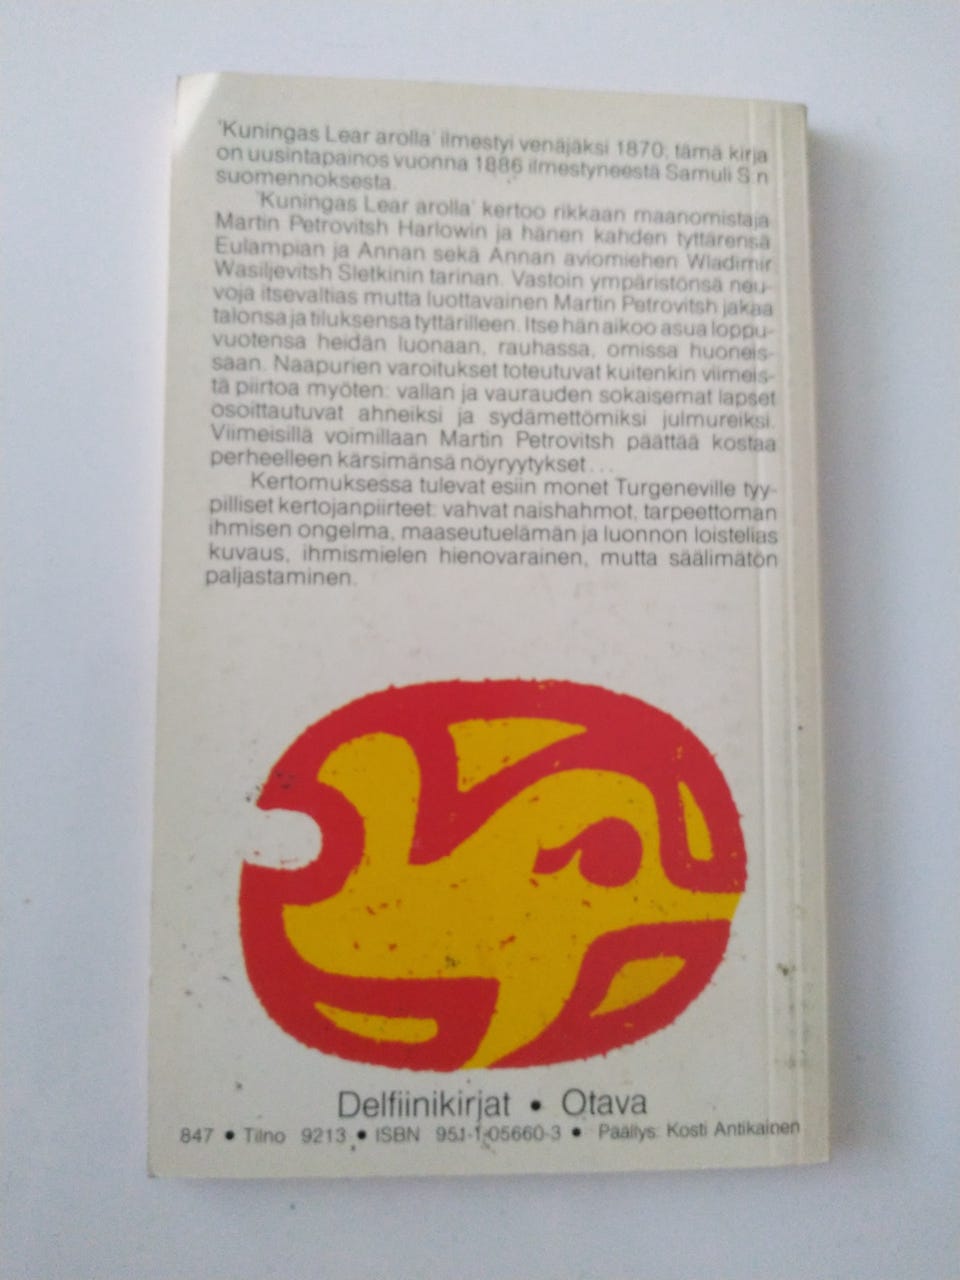 'Kuningas Lear arolla' ilmestyi venäjäksi 1870; tämä kirja
on uusintapainos vuonna 1886 ilmestyneestä Samuli S:n
suomennoksesta.
'Kuningas Lear arolla' kertoo rikkaan maanomistaja
Martin Petrovitsh Harlowin ja hänen kahden tyttärensä
Eulampian ja Annan sekä Annan aviomiehen Wladimir
Wasiljevitsh Sletkinin tarinan. Vastoin ympäristönsä neu-
voja itsevaltias mutta luottavainen Martin Petrovitsh jakaa
talonsa ja tiluksensa tyttärilleen. Itse hän aikoo asua loppu-
vuotensa heidän luonaan, rauhassa, omissa huoneis-
saan. Naapurien varoitukset toteutuvat kuitenkin viimeis-
tä piirtoa myöten: vallan ja vaurauden sokaisemat lapset
osoittautuvat ahneiksi ja sydämettömiksi julmureiksi.
Viimeisillä voimillaan Martin Petrovitsh päättää kostaa
perheelleen kärsimänsä nöyryytykset...
Kertomuksessa tulevat esiin monet Turgeneville tyy-
pilliset kertojanpiirteet: vahvat naishahmot, tarpeettoman
ihmisen ongelma, maaseutuelämän ja luonnon loistelias
kuvaus, ihmismielen hienovarainen, mutta säälimätön
paljastaminen.
Delfiinikirjat • Otava
847 • Tilno 9213 • ISBN 951-1-05660-3 • Päällys: Kosti Antikainen